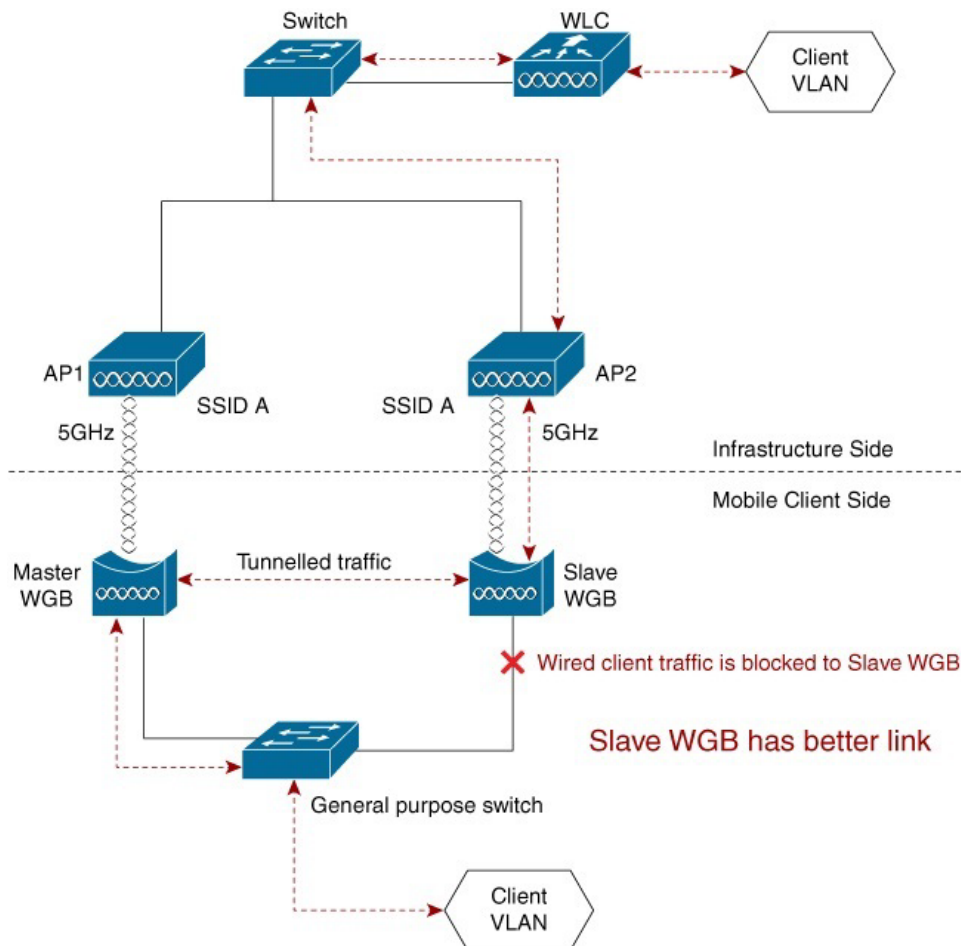 Switch
WLC
Client
VLAN
AP1
SSID A
SSID A
AP2
5GHz
5GHz
Infrastructure Side
Mobile Client Side
Master
WGB
Tunnelled traffic
Slave
WGB
Wired client traffic is blocked to Slave WGB
Slave WGB has better link
General purpose switch
Client
VLAN